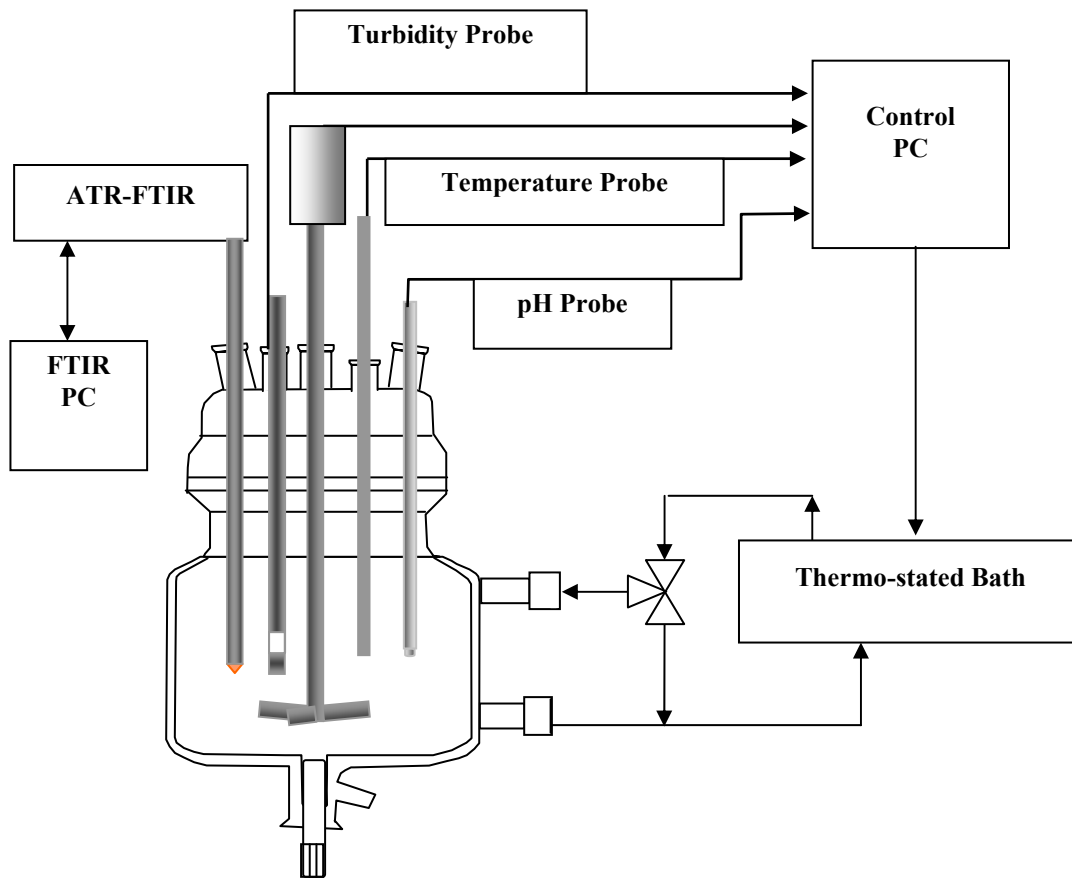 Turbidity Probe
Control
PC
ATR-FTIR
Temperature Probe
pH Probe
FTIR
PC
Thermo-stated Bath